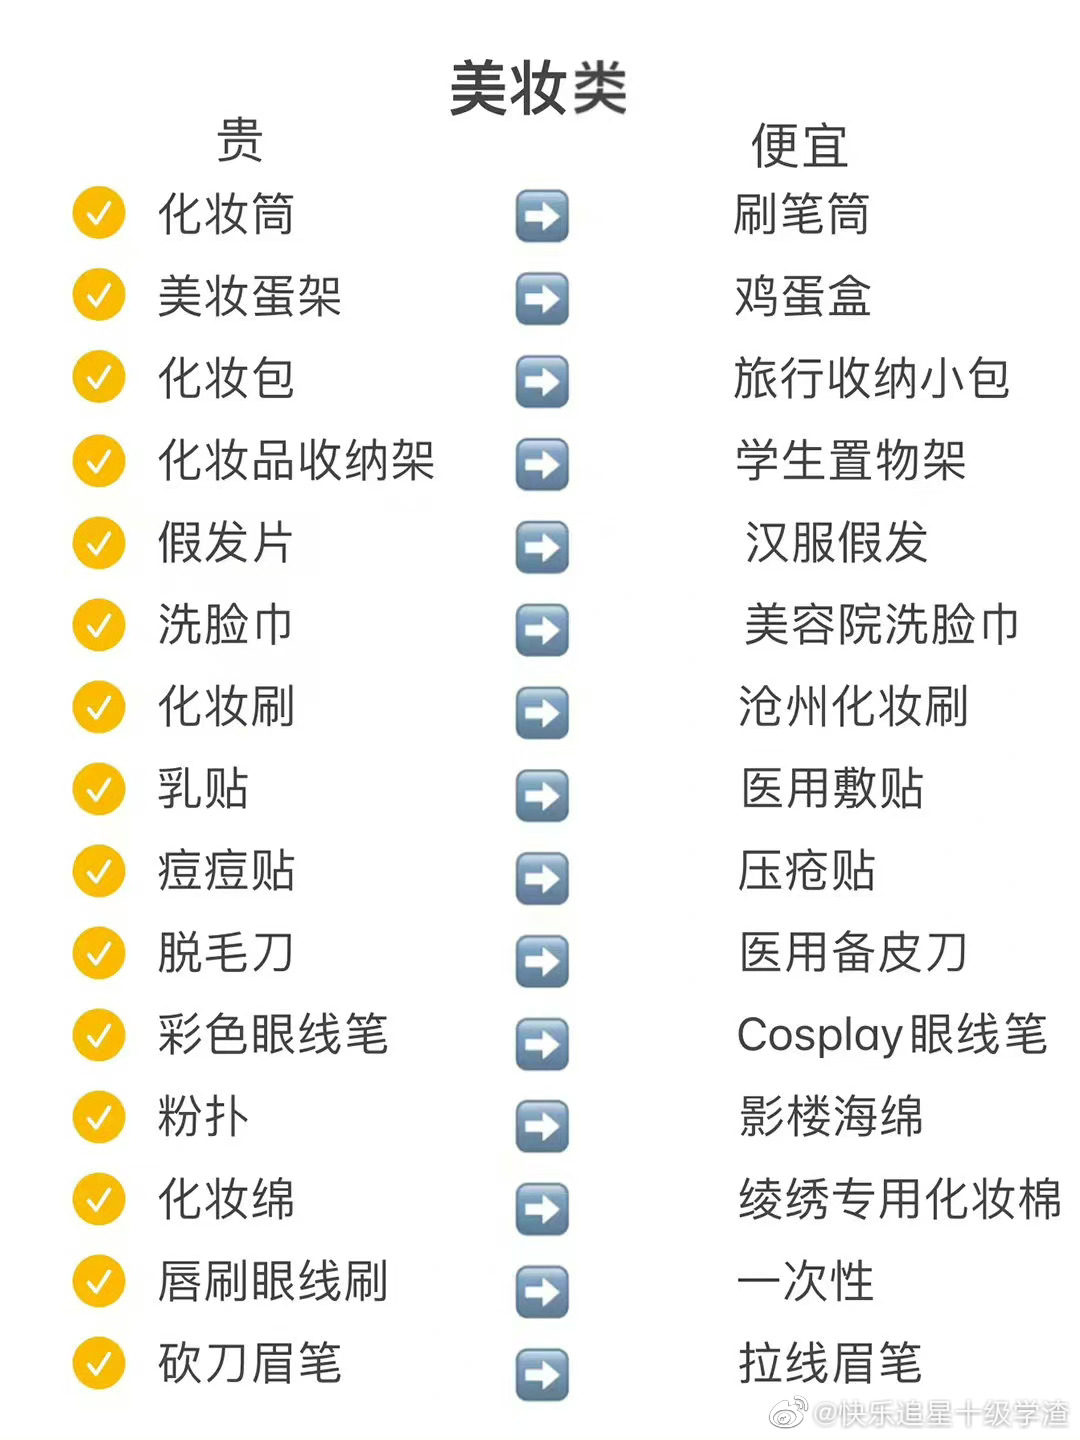 美妆类
贵 便宜
化妆筒 ➡ 刷笔筒
美妆蛋架 ➡ 鸡蛋盒
化妆包 ➡ 旅行收纳小包
化妆品收纳架 ➡ 学生置物架
假发片 ➡ 汉服假发
洗脸巾 ➡ 美容院洗脸巾
化妆刷 ➡ 沧州化妆刷
乳贴 ➡ 医用敷贴
痘痘贴 ➡ 压疮贴
脱毛刀 ➡ 医用备皮刀
彩色眼线笔 ➡ Cosplay眼线笔
粉扑 ➡ 影楼海绵
化妆绵 ➡ 绫绣专用化妆棉
唇刷眼线刷 ➡ 一次性
砍刀眉笔 ➡ 拉线眉笔
@快乐追星十级学渣